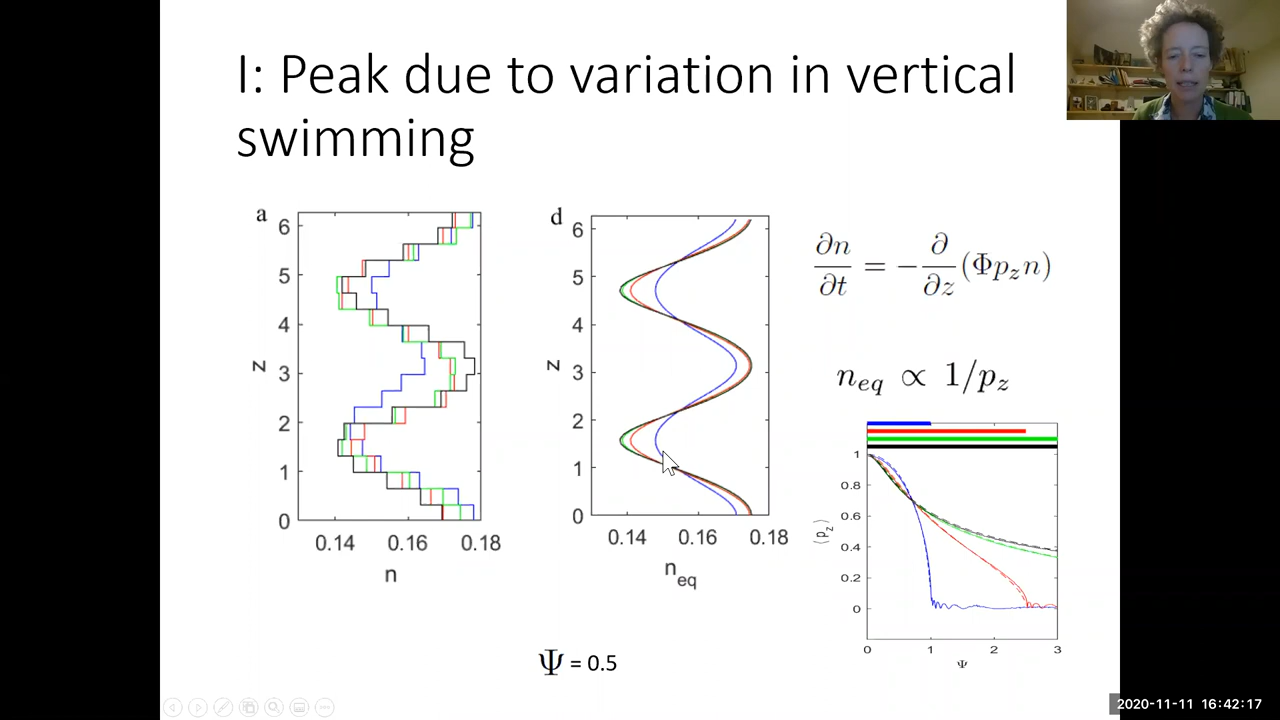 I: Peak due to variation in vertical
swimming
a
6
5
4
3
2
1
0
z
0.14 0.16 0.18
n
d
6
5
4
3
2
1
0
z
0.14 0.16 0.18
n_eq
∂n/∂t = −∂/∂z (Φp_z n)
n_eq ∝ 1/p_z
1
0.8
0.6
0.4
0.2
0
⟨p_z⟩
0 1 2 3
Ψ
Ψ = 0.5
2020-11-11 16:42:17